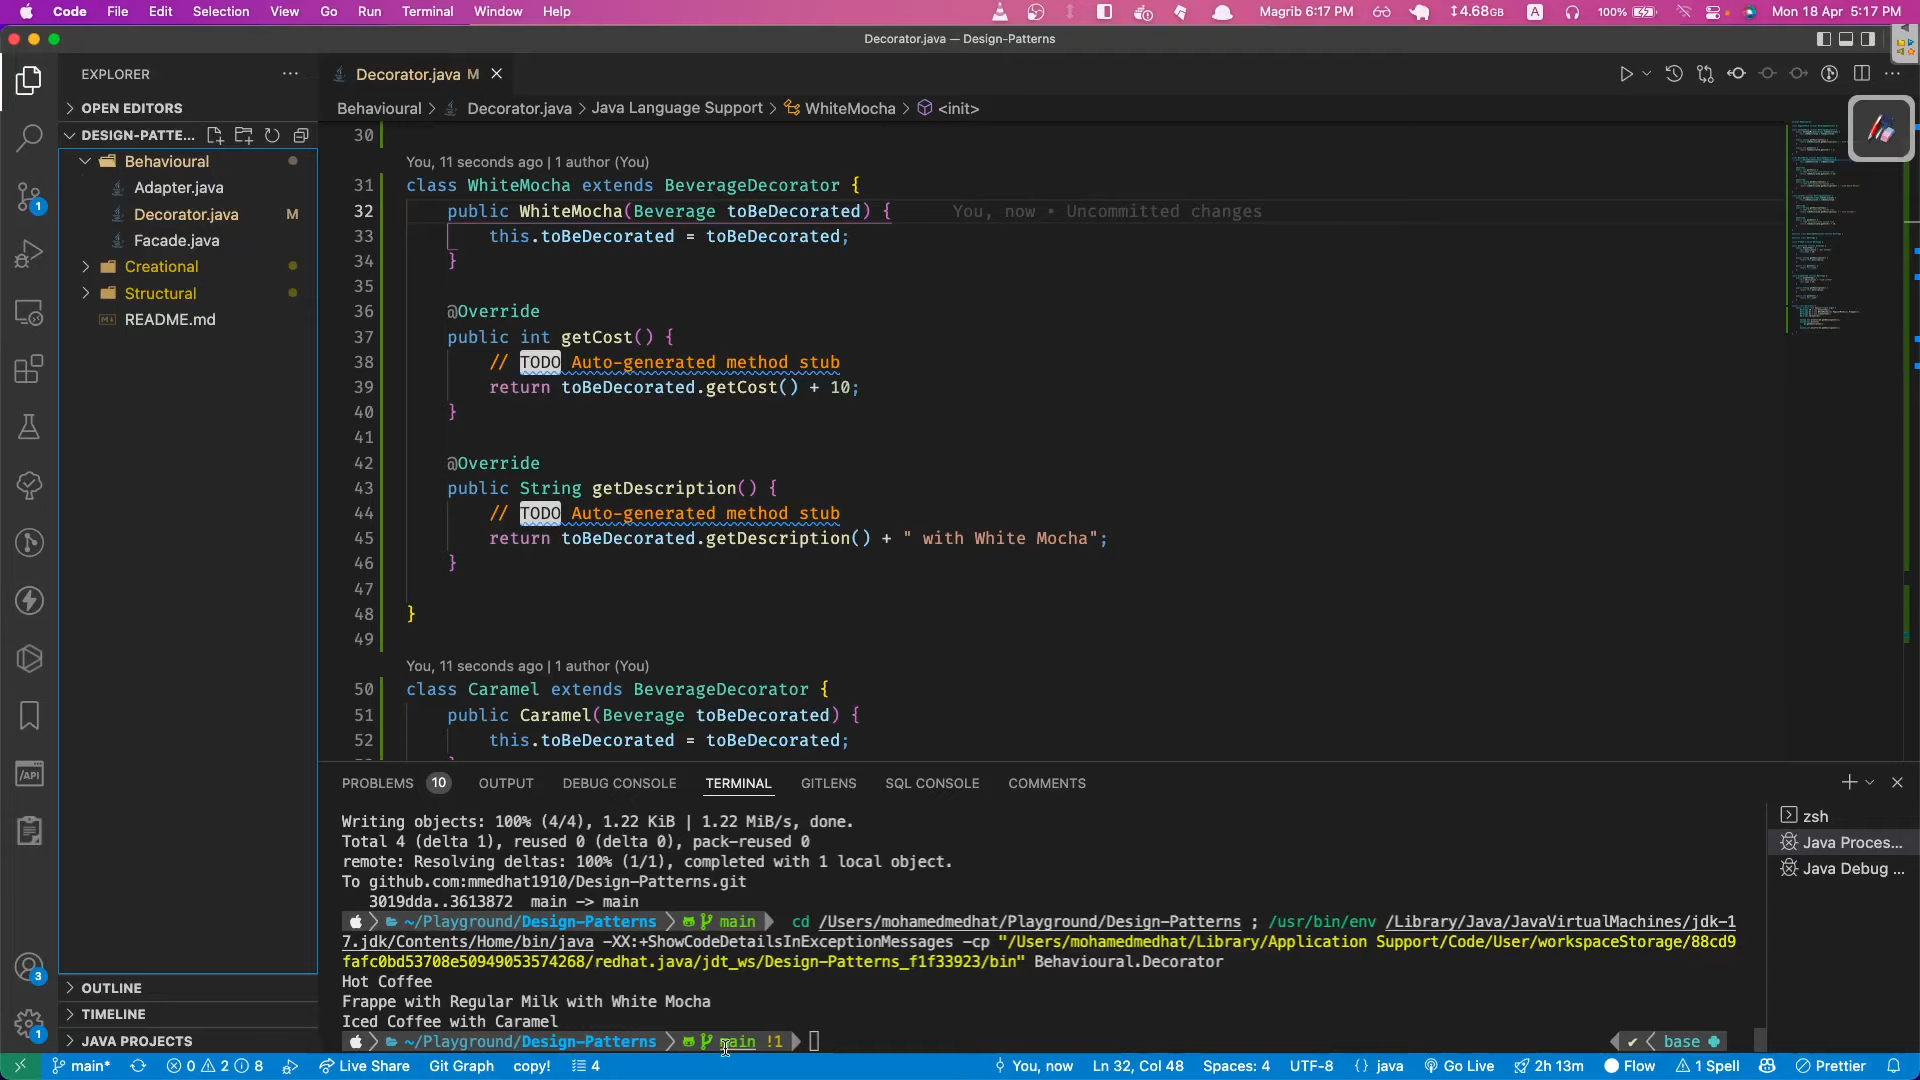 Code File Edit Selection View Go Run Terminal Window Help Magrib 6:17 PM 4.68GB A 100% Mon 18 Apr 5:17 PM
Decorator.java — Design-Patterns
EXPLORER
OPEN EDITORS
DESIGN-PATTE...
Behavioural
Adapter.java
Decorator.java M
Facade.java
Creational
Structural
README.md
OUTLINE
TIMELINE
JAVA PROJECTS
1
3
1
/API
Decorator.java M
Behavioural > Decorator.java > Java Language Support > WhiteMocha > <init>
30
You, 11 seconds ago | 1 author (You)
31 class WhiteMocha extends BeverageDecorator {
32 public WhiteMocha(Beverage toBeDecorated) { You, now • Uncommitted changes
33 this.toBeDecorated = toBeDecorated;
34 }
35
36 @Override
37 public int getCost() {
38 // TODO Auto-generated method stub
39 return toBeDecorated.getCost() + 10;
40 }
41
42 @Override
43 public String getDescription() {
44 // TODO Auto-generated method stub
45 return toBeDecorated.getDescription() + " with White Mocha";
46 }
47
48 }
49
You, 11 seconds ago | 1 author (You)
50 class Caramel extends BeverageDecorator {
51 public Caramel(Beverage toBeDecorated) {
52 this.toBeDecorated = toBeDecorated;
PROBLEMS 10 OUTPUT DEBUG CONSOLE TERMINAL GITLENS SQL CONSOLE COMMENTS
Writing objects: 100% (4/4), 1.22 KiB | 1.22 MiB/s, done.
Total 4 (delta 1), reused 0 (delta 0), pack-reused 0
remote: Resolving deltas: 100% (1/1), completed with 1 local object.
To github.com:mmedhat1910/Design-Patterns.git
3019dda..3613872 main -> main
~/Playground/Design-Patterns main cd /Users/mohamedmedhat/Playground/Design-Patterns ; /usr/bin/env /Library/Java/JavaVirtualMachines/jdk-1
7.jdk/Contents/Home/bin/java -XX:+ShowCodeDetailsInExceptionMessages -cp "/Users/mohamedmedhat/Library/Application Support/Code/User/workspaceStorage/88cd9
fafc0bd53708e50949053574268/redhat.java/jdt_ws/Design-Patterns_f1f33923/bin" Behavioural.Decorator
Hot Coffee
Frappe with Regular Milk with White Mocha
Iced Coffee with Caramel
~/Playground/Design-Patterns main !1 base
zsh
Java Proces...
Java Debug ...
main* 0 2 8 Live Share Git Graph copy! 4 You, now Ln 32, Col 48 Spaces: 4 UTF-8 {} java Go Live 2h 13m Flow 1 Spell Prettier